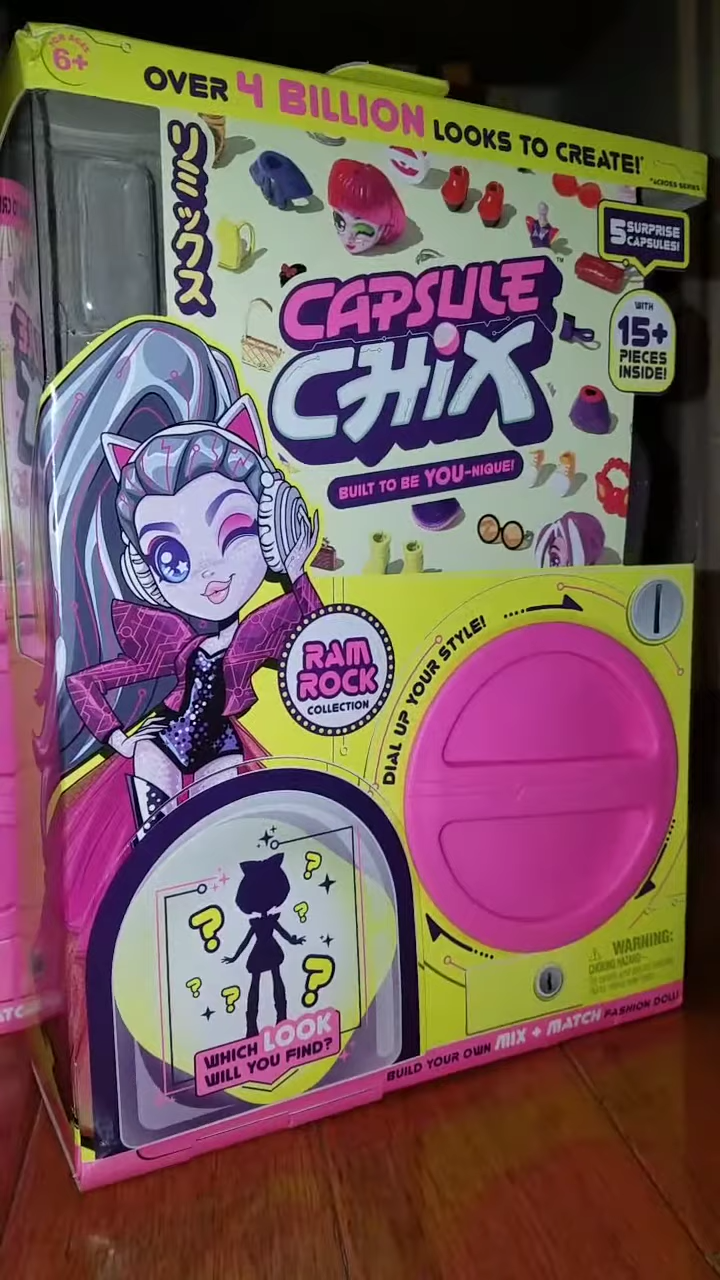 FOR AGES
6+
OVER 4 BILLION LOOKS TO CREATE!*
*ACROSS SERIES
リミックス
5 SURPRISE
CAPSULES!
WITH
15+
PIECES
INSIDE!
CAPSULE
CHiX™
BUILT TO BE YOU-NIQUE!
RAM
ROCK
COLLECTION
DIAL UP YOUR STYLE!
WHICH LOOK
WILL YOU FIND?
WARNING:
CHOKING HAZARD—
BUILD YOUR OWN MIX + MATCH FASHION DOLL!